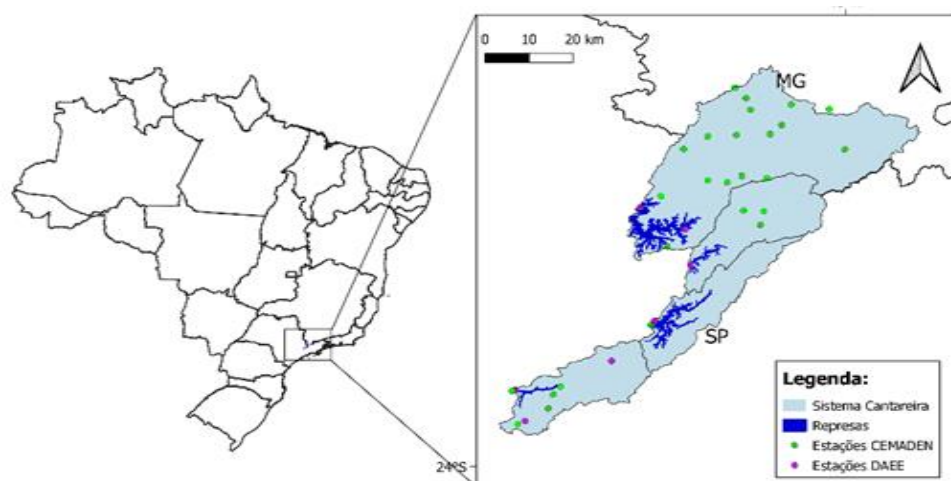 0 10 20 km
MG
SP
24°S
Legenda:
Sistema Cantareira
Represas
Estações CEMADEN
Estações DAEE